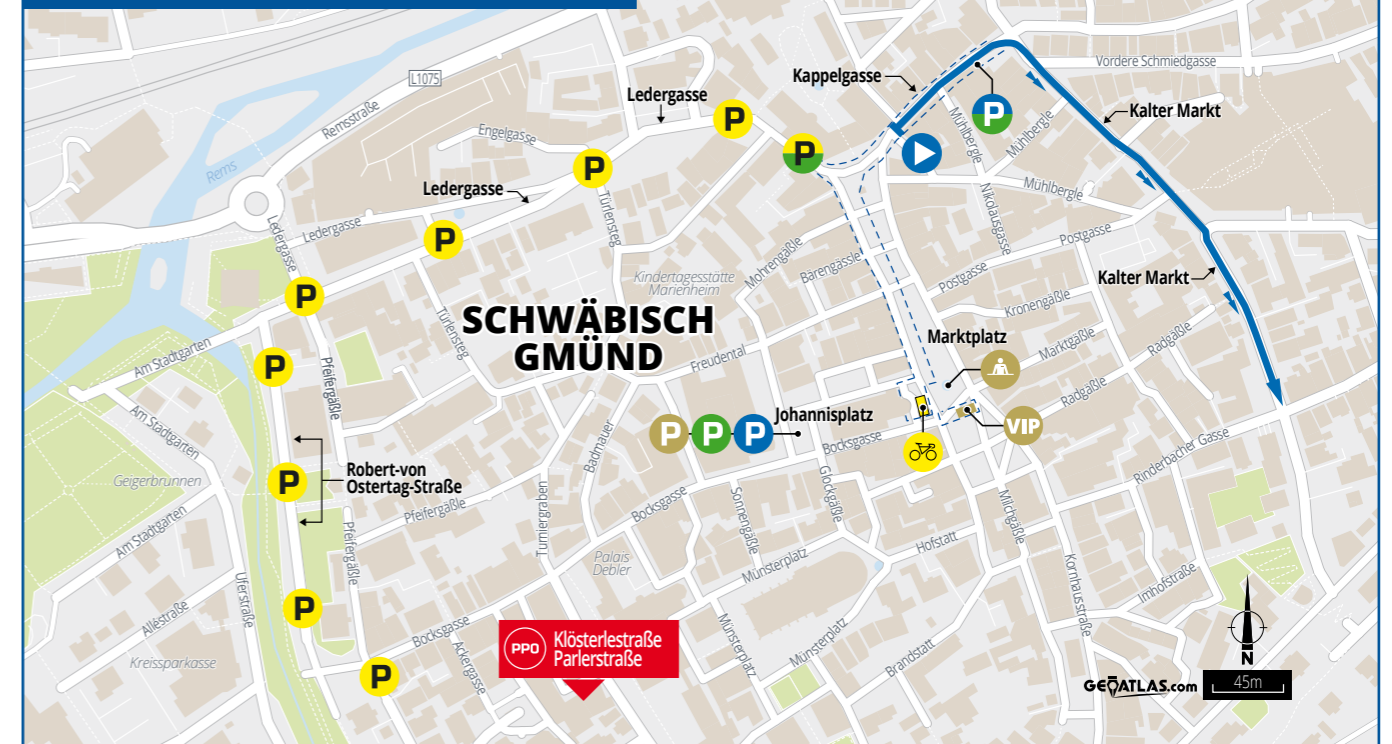 Vordere Schmiedgasse
Kappelgasse
L1075
Ledergasse
P
P
Kalter Markt
Remsstraße
Engelgasse
Mühlbergle
Mühlbergle
P
Rems
P
Mühlbergle
Ledergasse
Türlensteg
Nikolausgasse
Ledergasse
Ledergasse
P
Postgasse
Mohrengäßle
Bärengässle
Kindertagesstätte
Marienheim
Postgasse
Kalter Markt
P
Kronengäßle
SCHWÄBISCH
GMÜND
Türlensteg
Marktplatz
Marktgäßle
Radgäßle
Am Stadtgarten
P
Pfeifergäßle
Freudental
Radgäßle
Am Stadtgarten
Johannisplatz
P
P
P
VIP
Badmauer
Bocksgasse
Rinderbacher Gasse
Geigerbrunnen
Robert-von
Ostertag-Straße
P
Am Stadtgarten
Pfeifergäßle
Turniergraben
Bocksgasse
Sonnengäßle
Glockgäßle
Milchgäßle
Pfeifergäßle
Palais
Debler
Münsterplatz
Hofstatt
Kornhausstraße
Imhofstraße
Uferstraße
Alléstraße
P
Bocksgasse
Ackergasse
Münsterplatz
Münsterplatz
Brandstatt
Kreissparkasse
P
PPO
Klösterlestraße
Parlerstraße
N
GEOATLAS.com
45m